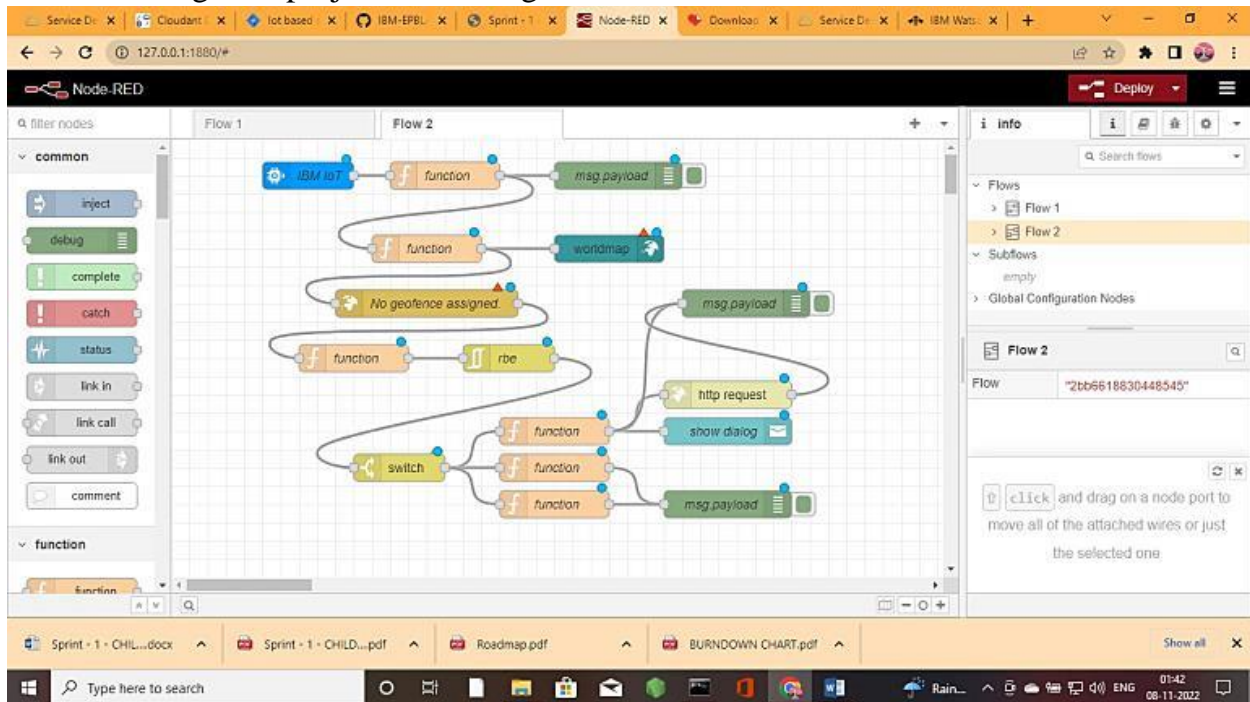 Service De
Cloudant
Iot based
IBM-EPBL
Sprint - 1
Node-RED
Download
Service De
IBM Wats
127.0.0.1:1880/#
Node-RED
Deploy
filter nodes
Flow 1
Flow 2
i info
i
common
Search flows
IBM IoT
function
msg.payload
Flows
inject
Flow 1
debug
function
worldmap
Flow 2
Subflows
complete
empty
No geofence assigned.
msg.payload
Global Configuration Nodes
catch
status
function
rbe
Flow 2
link in
http request
Flow
"2bb6618830448545"
link call
function
show dialog
link out
switch
function
comment
function
msg.payload
click and drag on a node port to
move all of the attached wires or just
the selected one
function
function
Sprint - 1 - CHIL....docx
Sprint - 1 - CHILD....pdf
Roadmap.pdf
BURNDOWN CHART.pdf
Show all
Type here to search
Rain...
ENG
01:42
08-11-2022